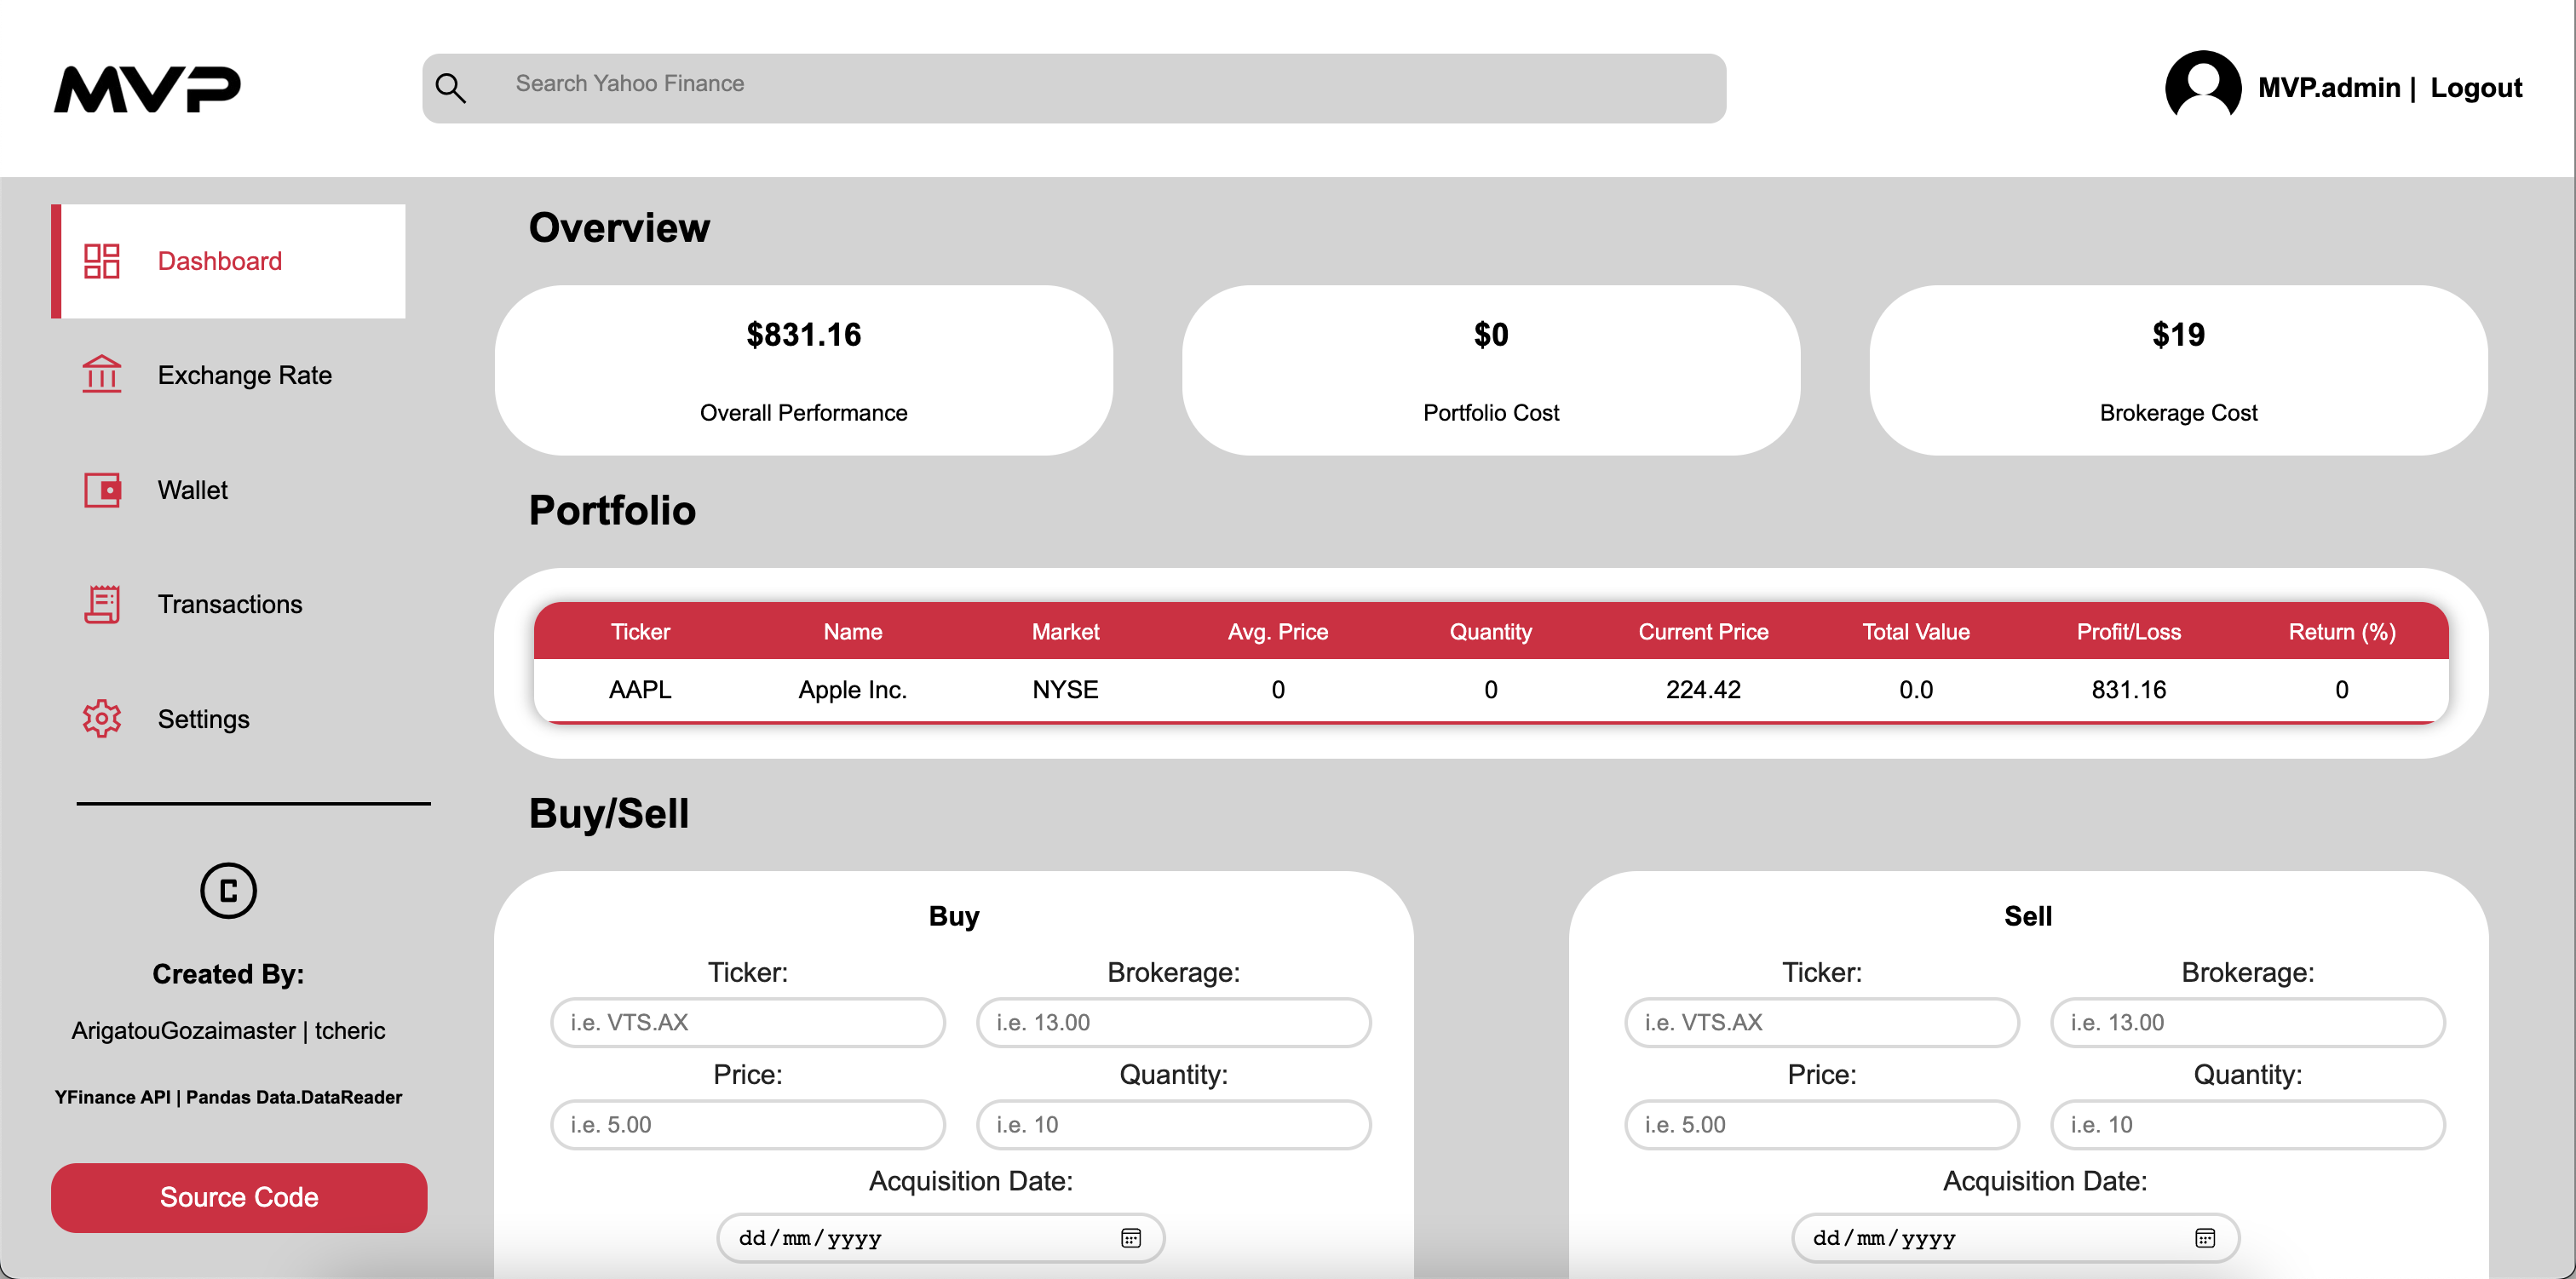 MVP
Search Yahoo Finance
MVP.admin | Logout
Dashboard
Exchange Rate
Wallet
Transactions
Settings
C
Created By:
ArigatouGozaimaster | tcheric
YFinance API | Pandas Data.DataReader
Source Code
Overview
$831.16
Overall Performance
$0
Portfolio Cost
$19
Brokerage Cost
Portfolio
Ticker Name Market Avg. Price Quantity Current Price Total Value Profit/Loss Return (%)
AAPL Apple Inc. NYSE 0 0 224.42 0.0 831.16 0
Buy/Sell
Buy
Ticker: Brokerage:
i.e. VTS.AX i.e. 13.00
Price: Quantity:
i.e. 5.00 i.e. 10
Acquisition Date:
dd/mm/yyyy
Sell
Ticker: Brokerage:
i.e. VTS.AX i.e. 13.00
Price: Quantity:
i.e. 5.00 i.e. 10
Acquisition Date:
dd/mm/yyyy